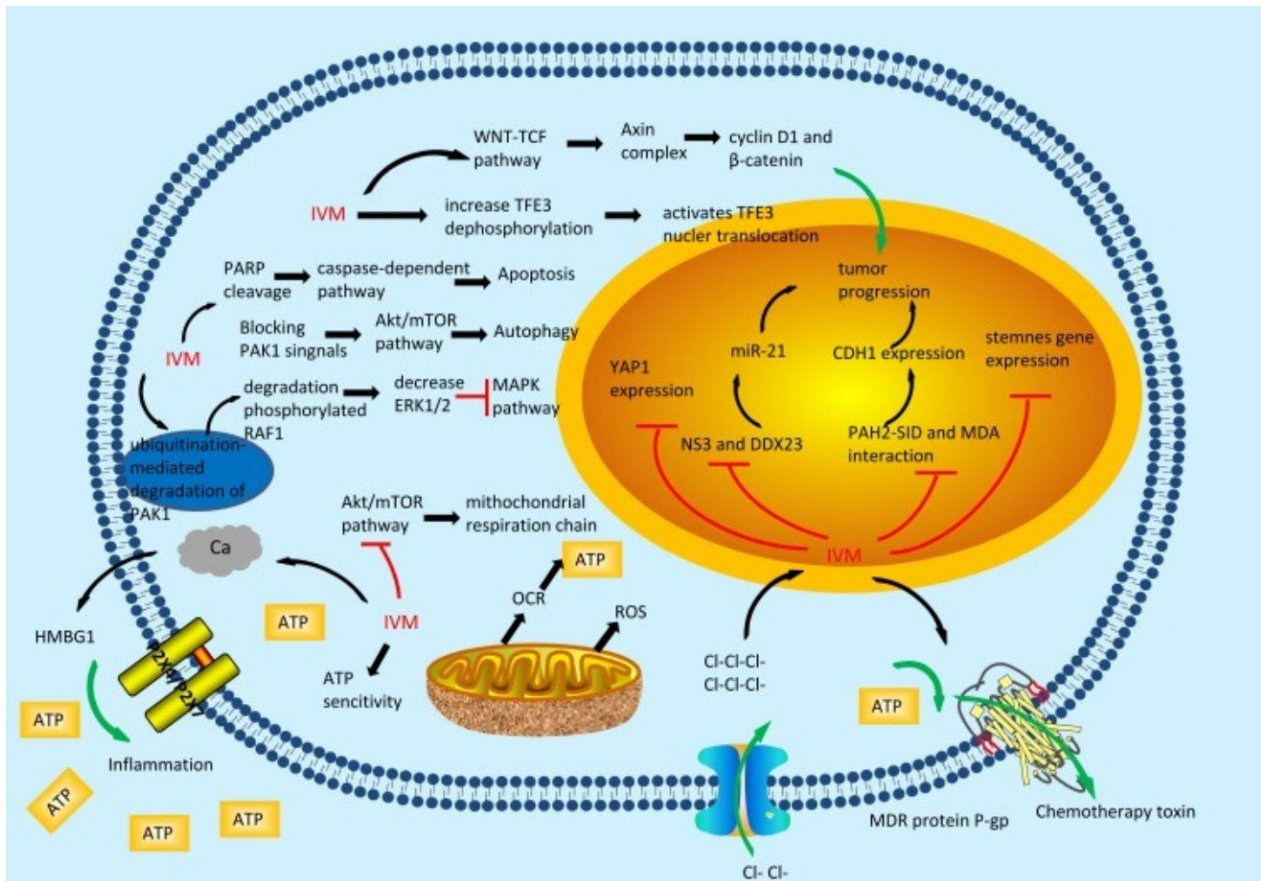 WNT-TCF
pathway
Axin
complex
cyclin D1 and
β-catenin
IVM
increase TFE3
dephosphorylation
activates TFE3
nucler translocation
PARP
cleavage
caspase-dependent
pathway
Apoptosis
Blocking
PAK1 singnals
Akt/mTOR
pathway
Autophagy
IVM
degradation
phosphorylated
RAF1
decrease
ERK1/2
MAPK
pathway
ubiquitination-
mediated
degradation of
PAK1
tumor
progression
miR-21
CDH1 expression
stemnes gene
expression
YAP1
expression
NS3 and DDX23
PAH2-SID and MDA
interaction
IVM
Akt/mTOR
pathway
mithochondrial
respiration chain
Ca
ATP
OCR
ROS
ATP
IVM
HMBG1
P2X4/P2X7
ATP
sencitivity
Cl-Cl-Cl-
Cl-Cl-Cl-
ATP
ATP
Inflammation
ATP
ATP
ATP
MDR protein P-gp
Chemotherapy toxin
Cl- Cl-